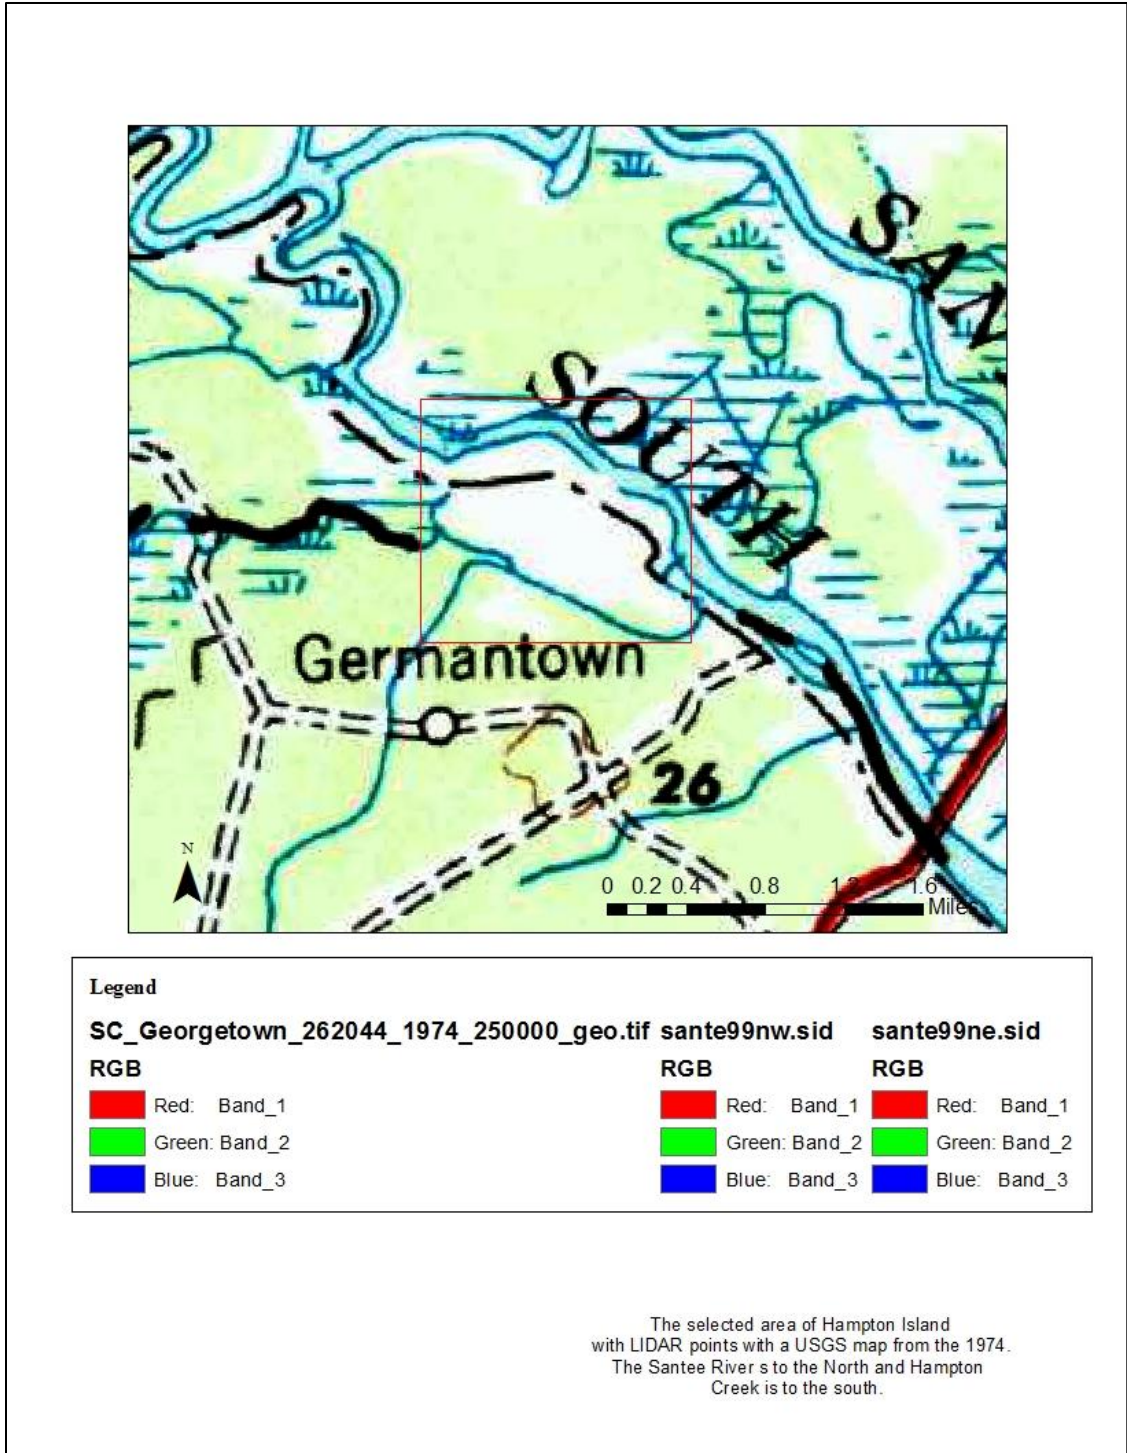 SAN
SOUTH
Germantown
26
N
0 0.2 0.4 0.8 1.2 1.6
Miles
Legend
SC_Georgetown_262044_1974_250000_geo.tif sante99nw.sid sante99ne.sid
RGB RGB RGB
Red: Band_1 Red: Band_1 Red: Band_1
Green: Band_2 Green: Band_2 Green: Band_2
Blue: Band_3 Blue: Band_3 Blue: Band_3
The selected area of Hampton Island
with LIDAR points with a USGS map from the 1974.
The Santee River s to the North and Hampton
Creek is to the south.